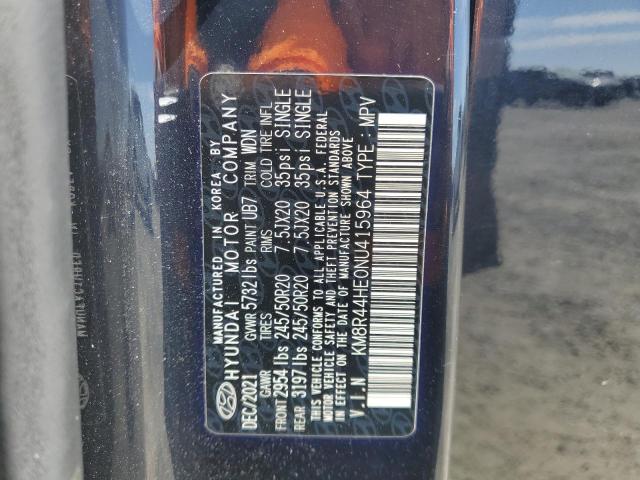 MANUFACTURED IN KOREA BY
HYUNDAI MOTOR COMPANY
DEC/2021 GVWR 5732 lbs PAINT UB7 TRIM WDN
GAWR TIRES RIMS COLD TIRE INFL
FRONT 2954 lbs 245/50R20 7.5JX20 35psi SINGLE
REAR 3197 lbs 245/50R20 7.5JX20 35psi SINGLE
THIS VEHICLE CONFORMS TO ALL APPLICABLE U.S.A. FEDERAL
MOTOR VEHICLE SAFETY AND THEFT PREVENTION STANDARDS
IN EFFECT ON THE DATE OF MANUFACTURE SHOWN ABOVE
V.I.N KM8R44HE0NU415964 TYPE : MPV